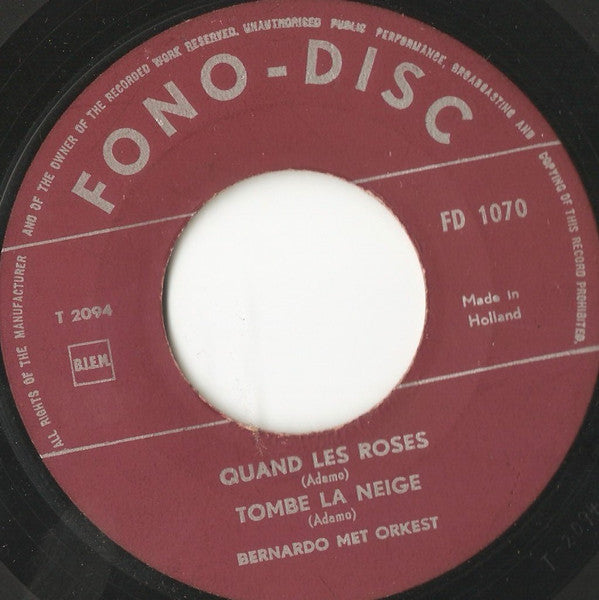 ALL RIGHTS OF THE MANUFACTURER AND OF THE OWNER OF THE RECORDED WORK RESERVED. UNAUTHORISED PUBLIC PERFORMANCE, BROADCASTING AND COPYING OF THIS RECORD PROHIBITED.
FONO-DISC
FD 1070
T 2094
Made in
Holland
B.I.E.M.
QUAND LES ROSES
(Adamo)
TOMBE LA NEIGE
(Adamo)
BERNARDO MET ORKEST